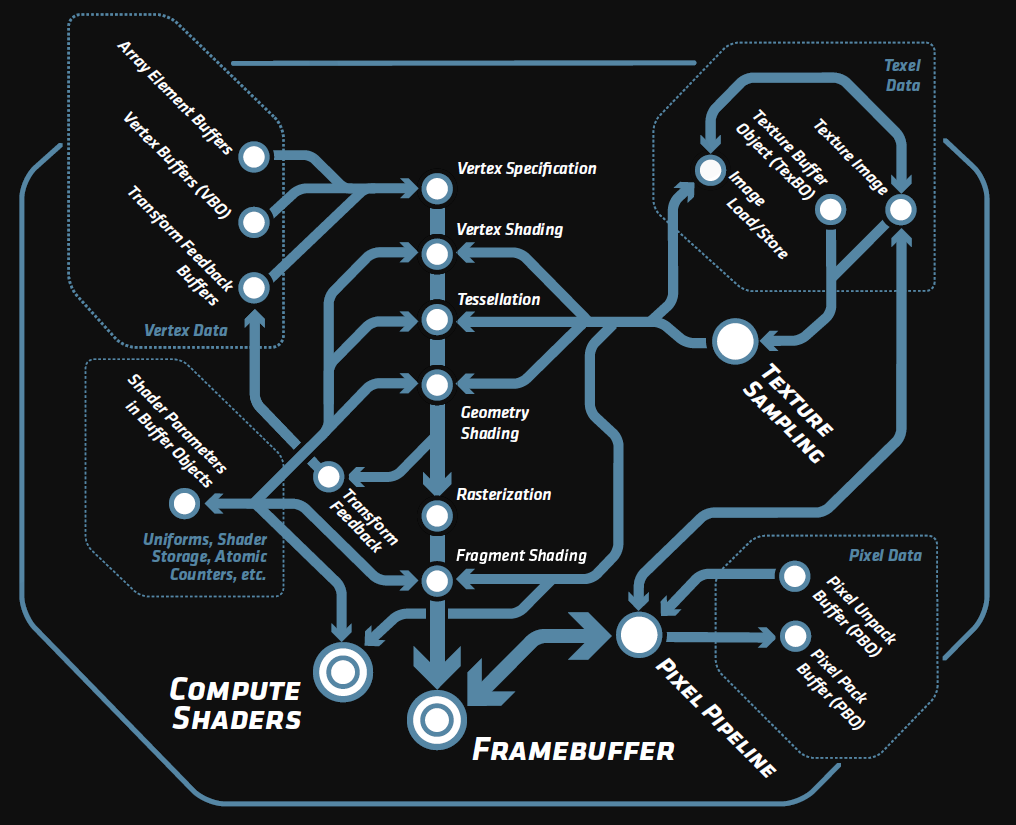 Array Element Buffers
Vertex Buffers (VBO)
Transform Feedback
Buffers
Vertex Data
Shader Parameters
in Buffer Objects
Uniforms, Shader
Storage, Atomic
Counters, etc.
Vertex Specification
Vertex Shading
Tessellation
Geometry
Shading
Transform
Feedback
Rasterization
Fragment Shading
Texel
Data
Texture Image
Texture Buffer
Object (TexBO)
Image
Load/Store
TEXTURE
SAMPLING
Pixel Data
Pixel Unpack
Buffer (PBO)
Pixel Pack
Buffer (PBO)
PIXEL PIPELINE
COMPUTE
SHADERS
FRAMEBUFFER